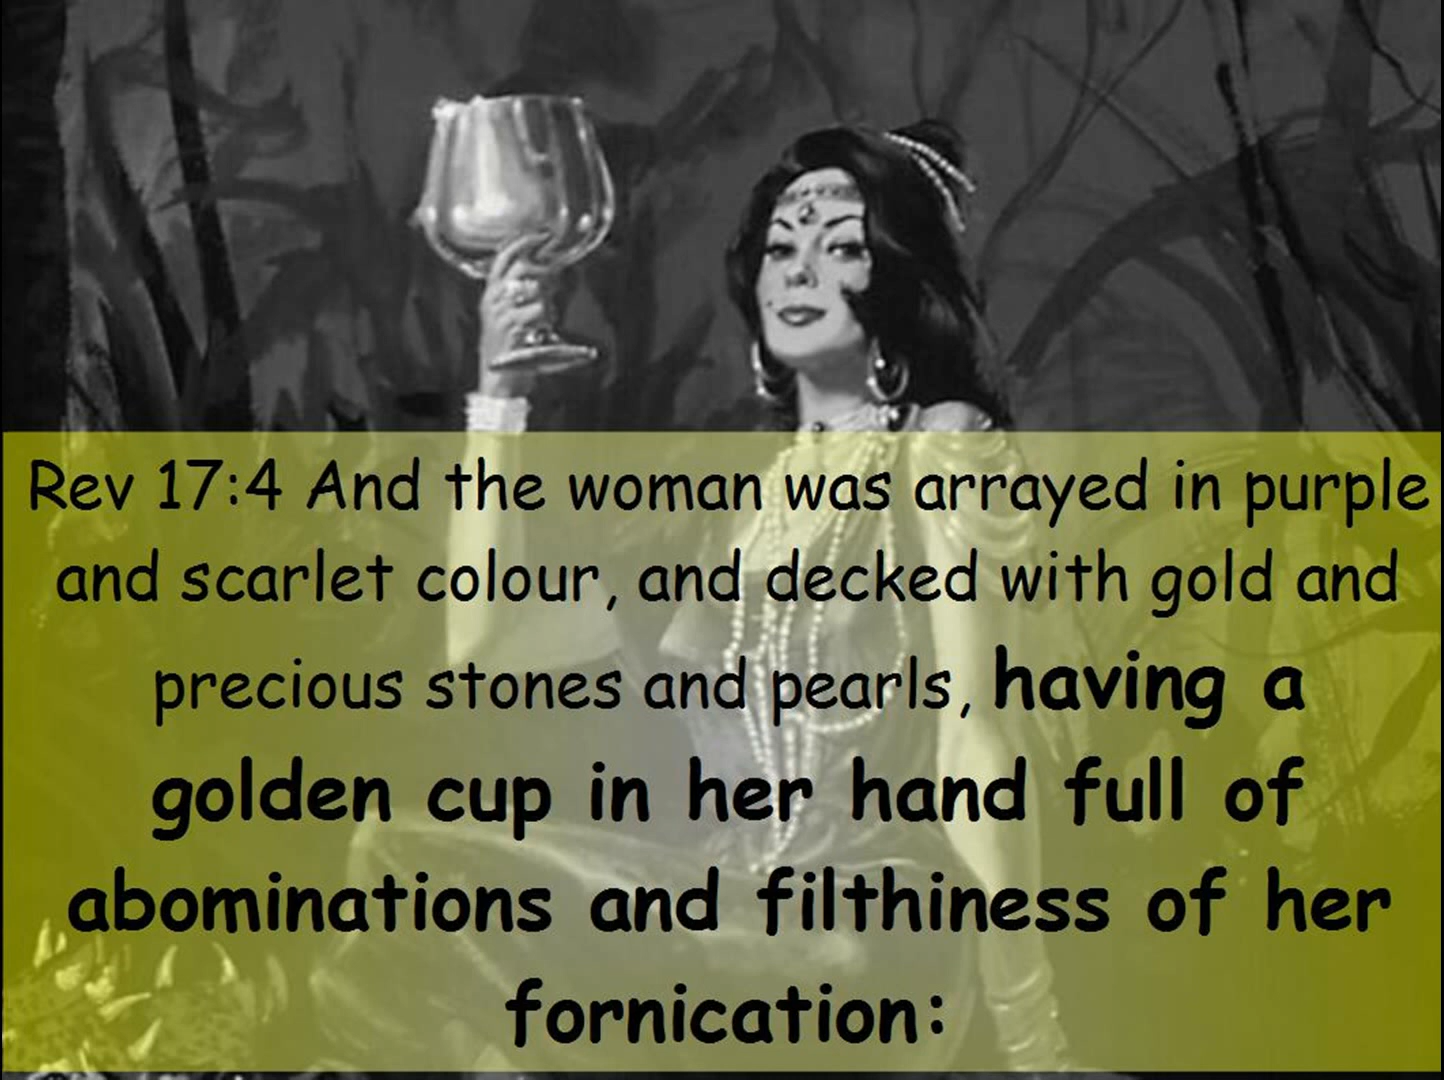 Rev 17:4 And the woman was arrayed in purple
and scarlet colour, and decked with gold and
precious stones and pearls, having a
golden cup in her hand full of
abominations and filthiness of her
fornication: